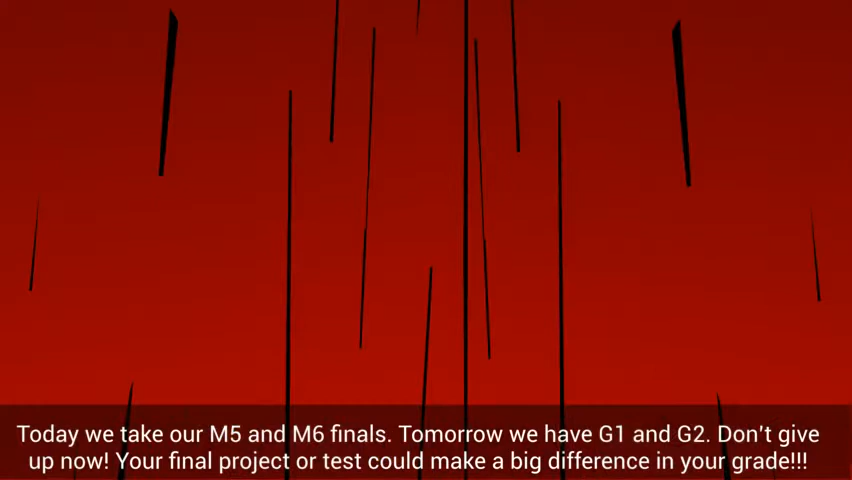 Today we take our M5 and M6 finals. Tomorrow we have G1 and G2. Don't give
up now! Your final project or test could make a big difference in your grade!!!